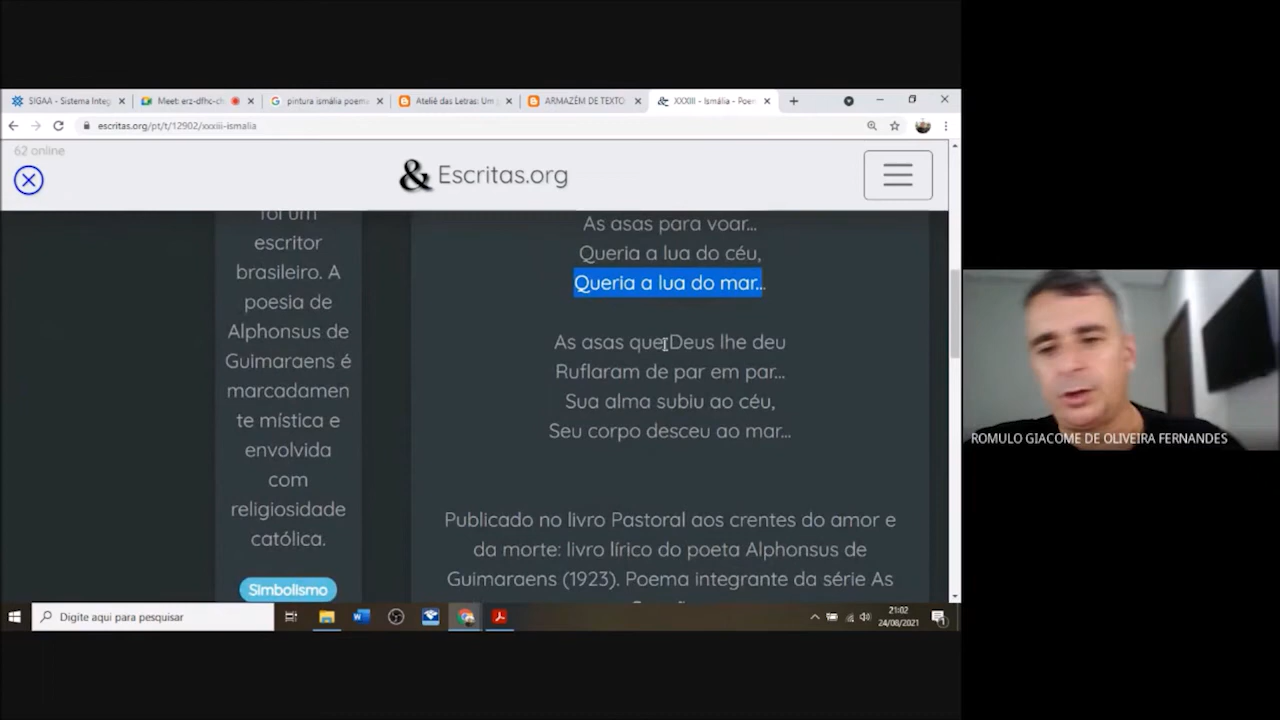 SIGAA - Sistema Integ
Meet: erz-dfhc-ch
pintura ismália poem
Ateliê das Letras: Um
ARMAZÉM DE TEXTO
XXXIII - Ismália - Poem
escritas.org/pt/t/12902/xxxiii-ismalia
62 online
& Escritas.org
foi um
escritor
brasileiro. A
poesia de
Alphonsus de
Guimaraens é
marcadamen
te mística e
envolvida
com
religiosidade
católica.
Simbolismo
As asas para voar...
Queria a lua do céu,
Queria a lua do mar...
As asas que Deus lhe deu
Ruflaram de par em par...
Sua alma subiu ao céu,
Seu corpo desceu ao mar...
Publicado no livro Pastoral aos crentes do amor e
da morte: livro lírico do poeta Alphonsus de
Guimaraens (1923). Poema integrante da série As
ROMULO GIACOME DE OLIVEIRA FERNANDES
Digite aqui para pesquisar
21:02
24/08/2021